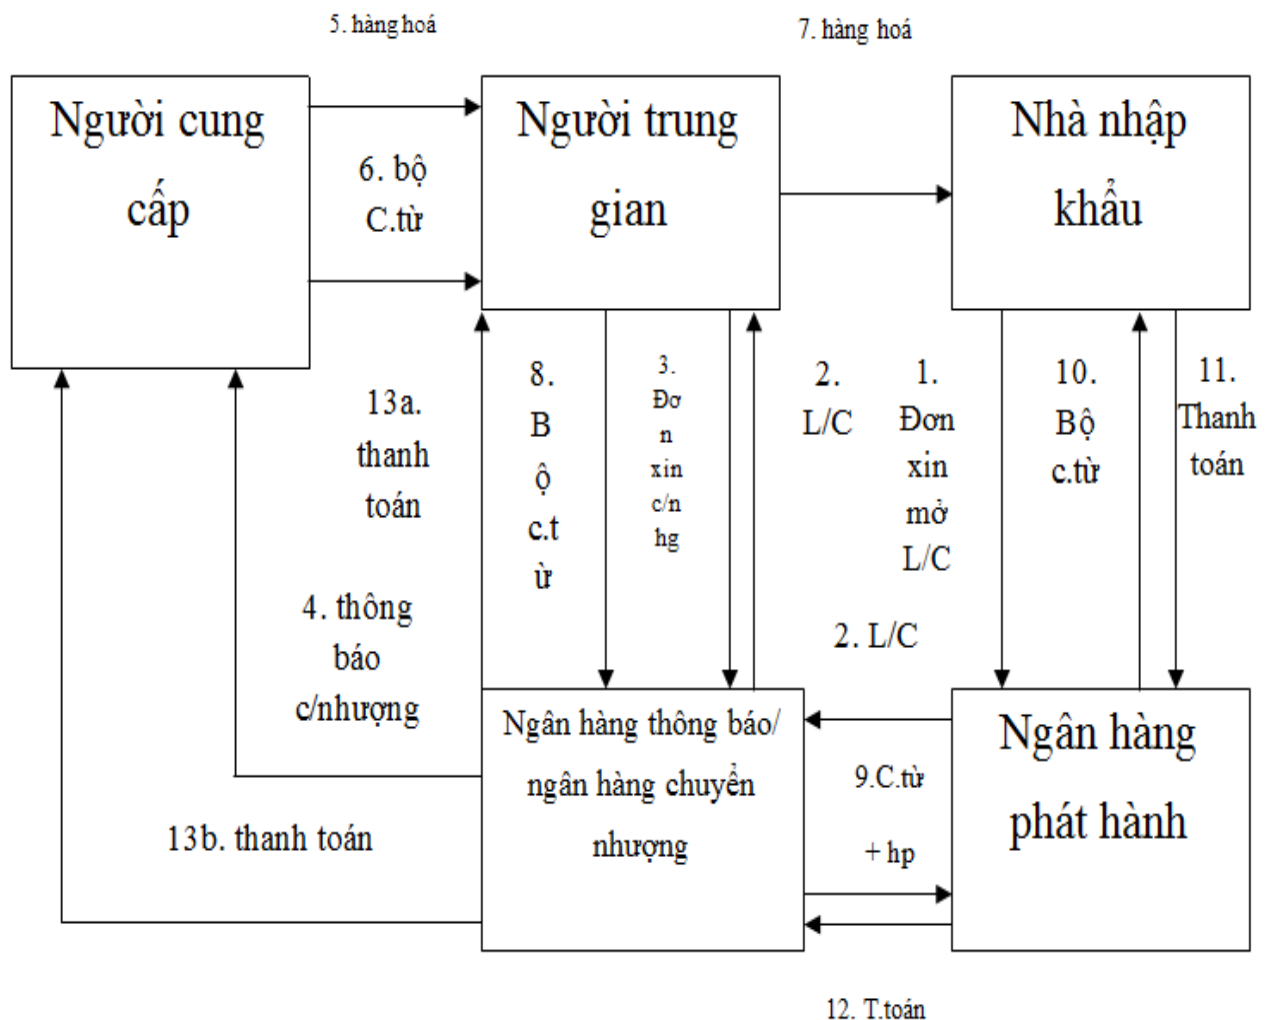 5. hàng hoá
7. hàng hoá
Người cung
cấp
6. bộ
C.từ
Người trung
gian
Nhà nhập
khẩu
13a.
thanh
toán
8.
B
ộ
c.t
ừ
3.
Đơ
n
xin
c/n
hg
2.
L/C
1.
Đơn
xin
mở
L/C
10.
Bộ
c.từ
11.
Thanh
toán
4. thông
báo
c/nhượng
2. L/C
13b. thanh toán
Ngân hàng thông báo/
ngân hàng chuyển
nhượng
9.C.từ
+ hp
Ngân hàng
phát hành
12. T.toán